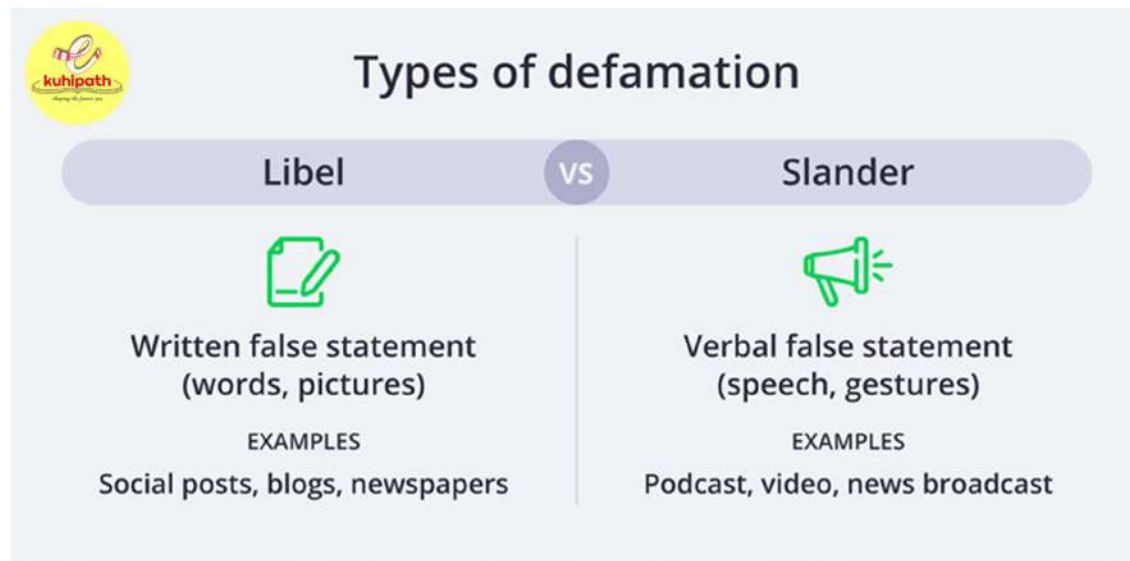 kuhipath
Types of defamation
Libel
VS
Slander
Written false statement
(words, pictures)
EXAMPLES
Social posts, blogs, newspapers
Verbal false statement
(speech, gestures)
EXAMPLES
Podcast, video, news broadcast